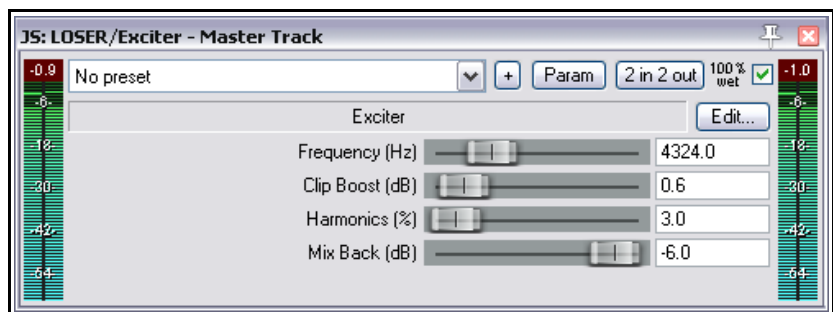 JS: LOSER/Exciter - Master Track
-0.9 No preset + Param 2 in 2 out 100% wet -1.0
-6- -6-
Exciter Edit...
-18- Frequency (Hz) 4324.0 -18-
-30- Clip Boost (dB) 0.6 -30-
-42- Harmonics (%) 3.0 -42-
Mix Back (dB) -6.0
-54- -54-